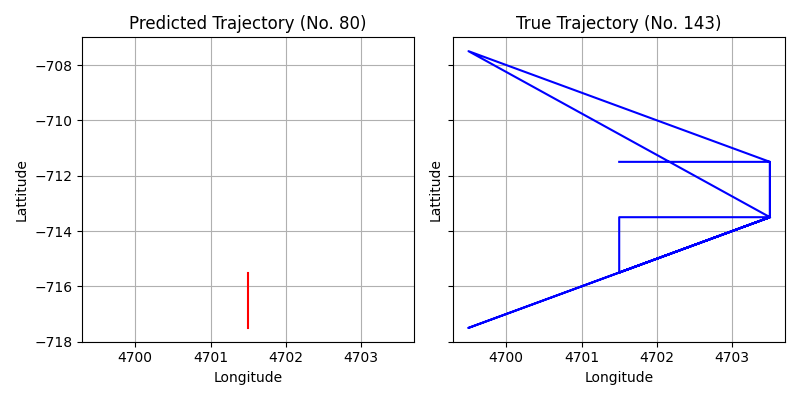 Predicted Trajectory (No. 80)
True Trajectory (No. 143)
Lattitude
−708
−710
−712
−714
−716
−718
4700
4701
4702
4703
Longitude
Lattitude
4700
4701
4702
4703
Longitude